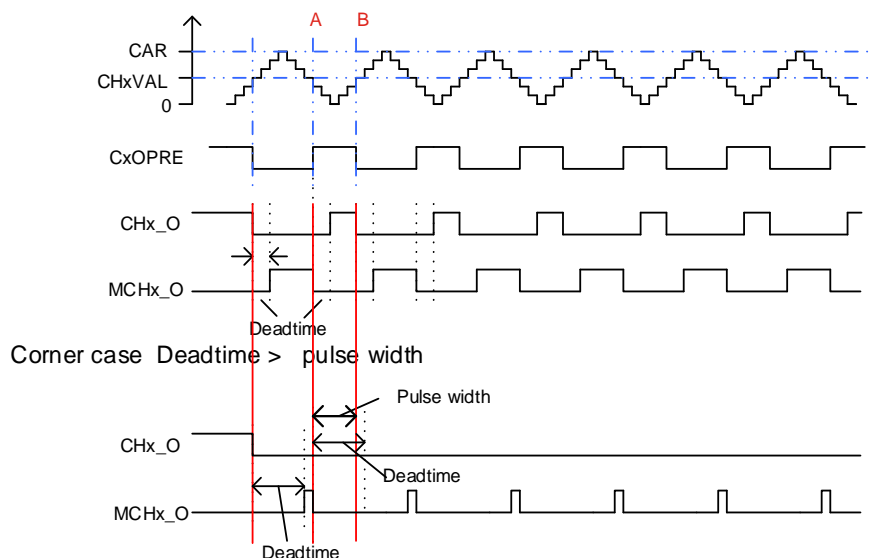 A B
CAR
CHxVAL
0
CxOPRE
CHx_O
MCHx_O
Deadtime
Corner case Deadtime > pulse width
Pulse width
CHx_O
Deadtime
MCHx_O
Deadtime